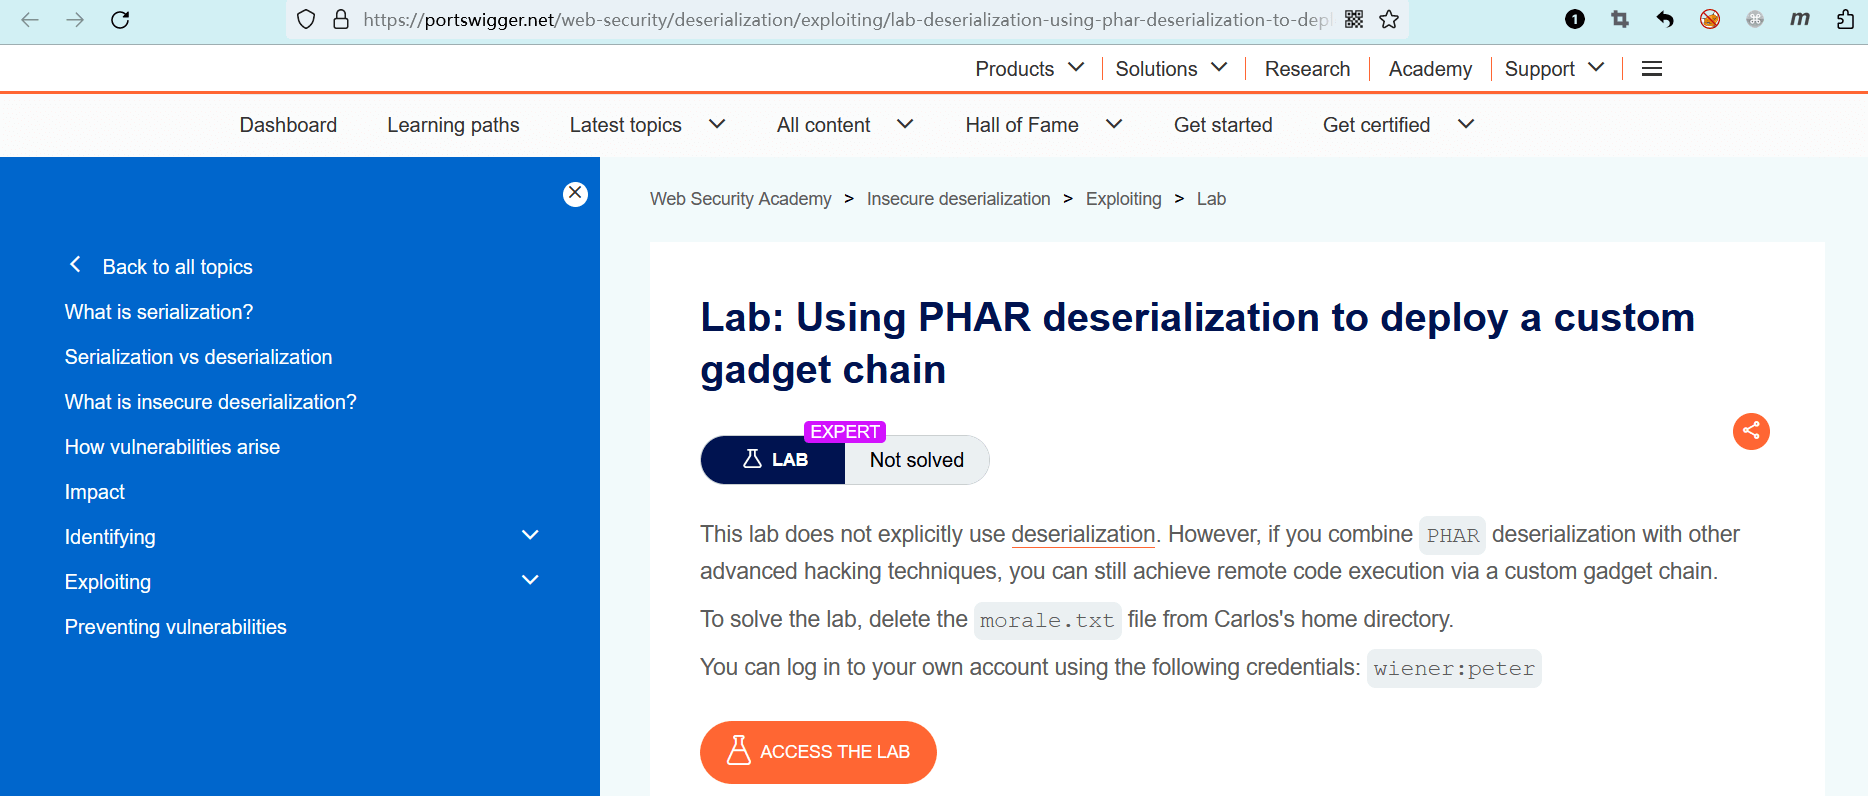 https://portswigger.net/web-security/deserialization/exploiting/lab-deserialization-using-phar-deserialization-to-depl
1
m
Products Solutions Research Academy Support
Dashboard Learning paths Latest topics All content Hall of Fame Get started Get certified
Back to all topics
What is serialization?
Serialization vs deserialization
What is insecure deserialization?
How vulnerabilities arise
Impact
Identifying
Exploiting
Preventing vulnerabilities
Web Security Academy > Insecure deserialization > Exploiting > Lab
Lab: Using PHAR deserialization to deploy a custom
gadget chain
EXPERT
LAB Not solved
This lab does not explicitly use deserialization. However, if you combine PHAR deserialization with other
advanced hacking techniques, you can still achieve remote code execution via a custom gadget chain.
To solve the lab, delete the morale.txt file from Carlos's home directory.
You can log in to your own account using the following credentials: wiener:peter
ACCESS THE LAB